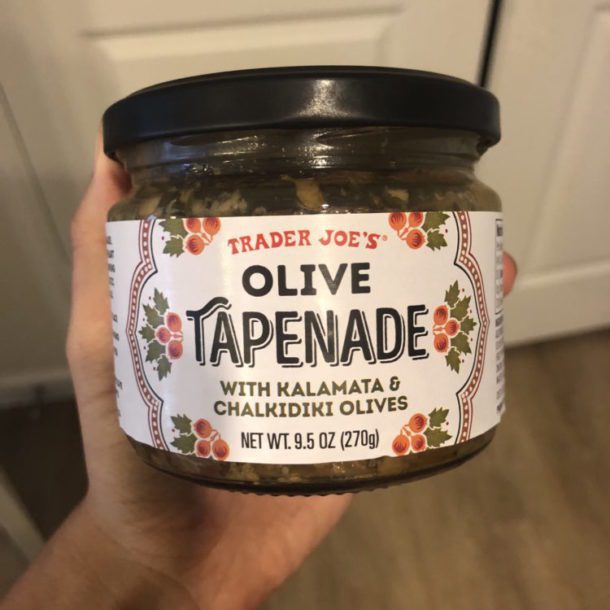 TRADER JOE'S®
OLIVE
TAPENADE
WITH KALAMATA &
CHALKIDIKI OLIVES
NET WT. 9.5 OZ (270g)